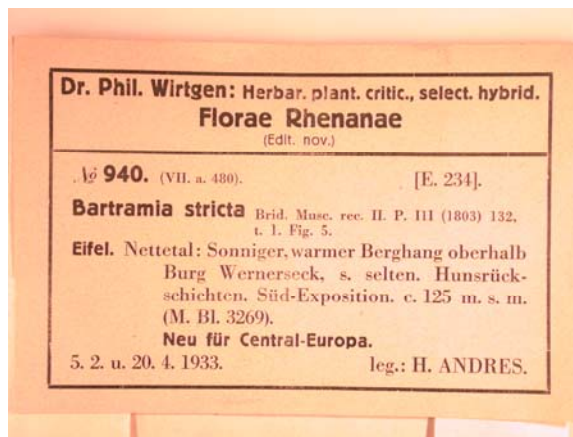 Dr. Phil. Wirtgen: Herbar. plant. critic., select. hybrid.
Florae Rhenanae
(Edit. nov.)
№ 940. (VII. a. 480). [E. 234].
Bartramia stricta Brid. Musc. rec. II. P. III (1803) 132,
t. 1. Fig. 5.
Eifel. Nettetal: Sonniger, warmer Berghang oberhalb
Burg Wernerseck, s. selten. Hunsrück-
schichten. Süd-Exposition. c. 125 m. s. m.
(M. Bl. 3269).
Neu für Central-Europa.
5. 2. u. 20. 4. 1933. leg.: H. ANDRES.